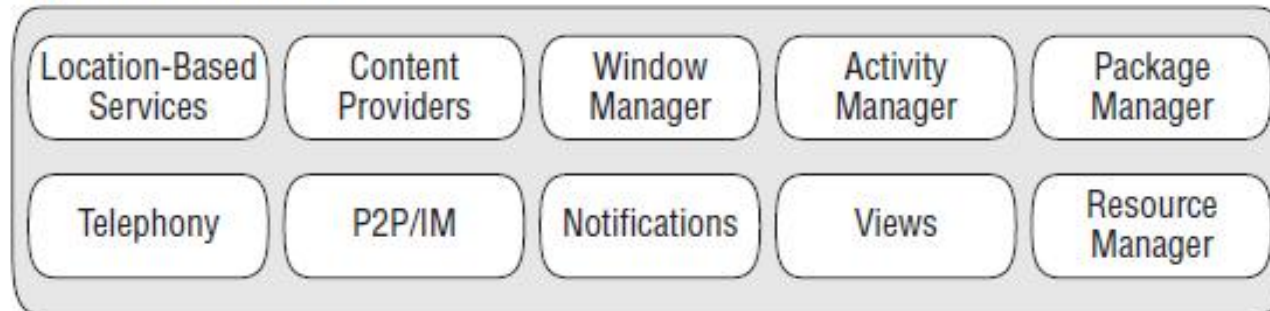 Location-Based
Services
Content
Providers
Window
Manager
Activity
Manager
Package
Manager
Telephony
P2P/IM
Notifications
Views
Resource
Manager